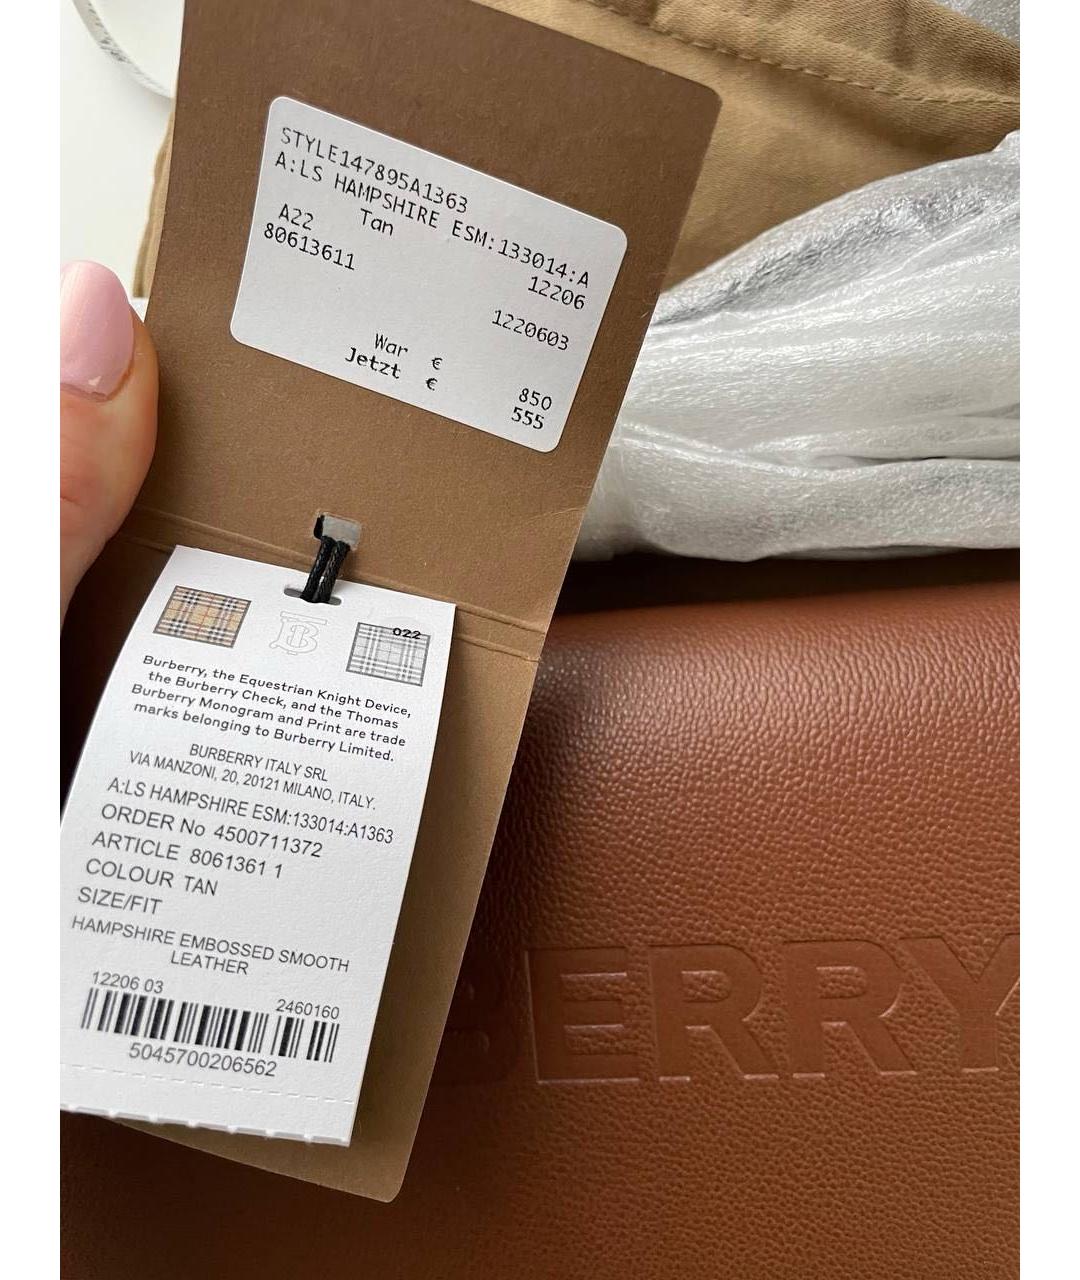 STYLE147895A1363
A:LS HAMPSHIRE ESM:133014:A
A22 Tan 12206
80613611
1220603
War € 850
Jetzt € 555
022
Burberry, the Equestrian Knight Device,
the Burberry Check, and the Thomas
Burberry Monogram and Print are trade
marks belonging to Burberry Limited.
BURBERRY ITALY SRL
VIA MANZONI, 20, 20121 MILANO, ITALY.
A:LS HAMPSHIRE ESM:133014:A1363
ORDER No 4500711372
ARTICLE 8061361 1
COLOUR TAN
SIZE/FIT
HAMPSHIRE EMBOSSED SMOOTH
LEATHER
12206 03 2460160
5045700206562
BERRY